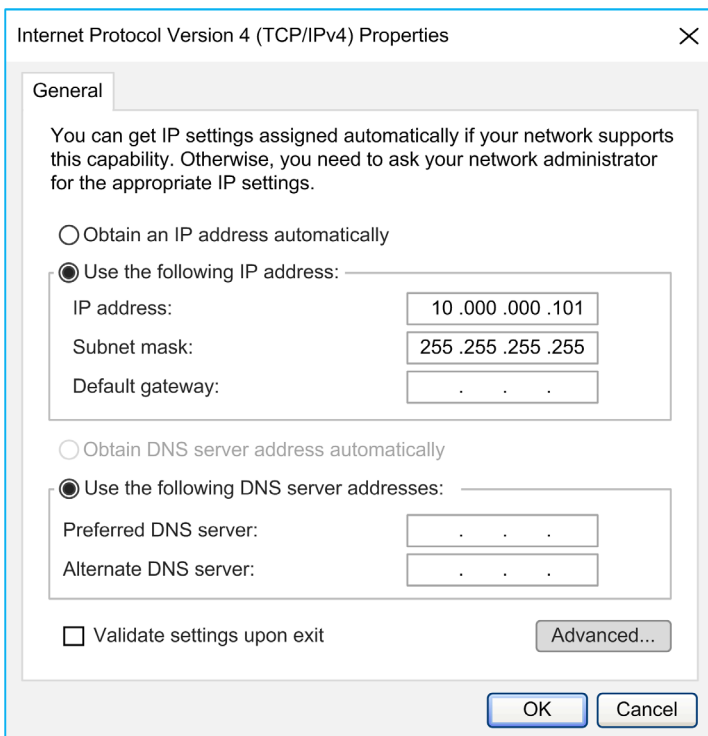 Internet Protocol Version 4 (TCP/IPv4) Properties
General
You can get IP settings assigned automatically if your network supports
this capability. Otherwise, you need to ask your network administrator
for the appropriate IP settings.
Obtain an IP address automatically
Use the following IP address:
IP address: 10 .000 .000 .101
Subnet mask: 255 .255 .255 .255
Default gateway: . . .
Obtain DNS server address automatically
Use the following DNS server addresses:
Preferred DNS server: . . .
Alternate DNS server: . . .
Validate settings upon exit Advanced...
OK Cancel